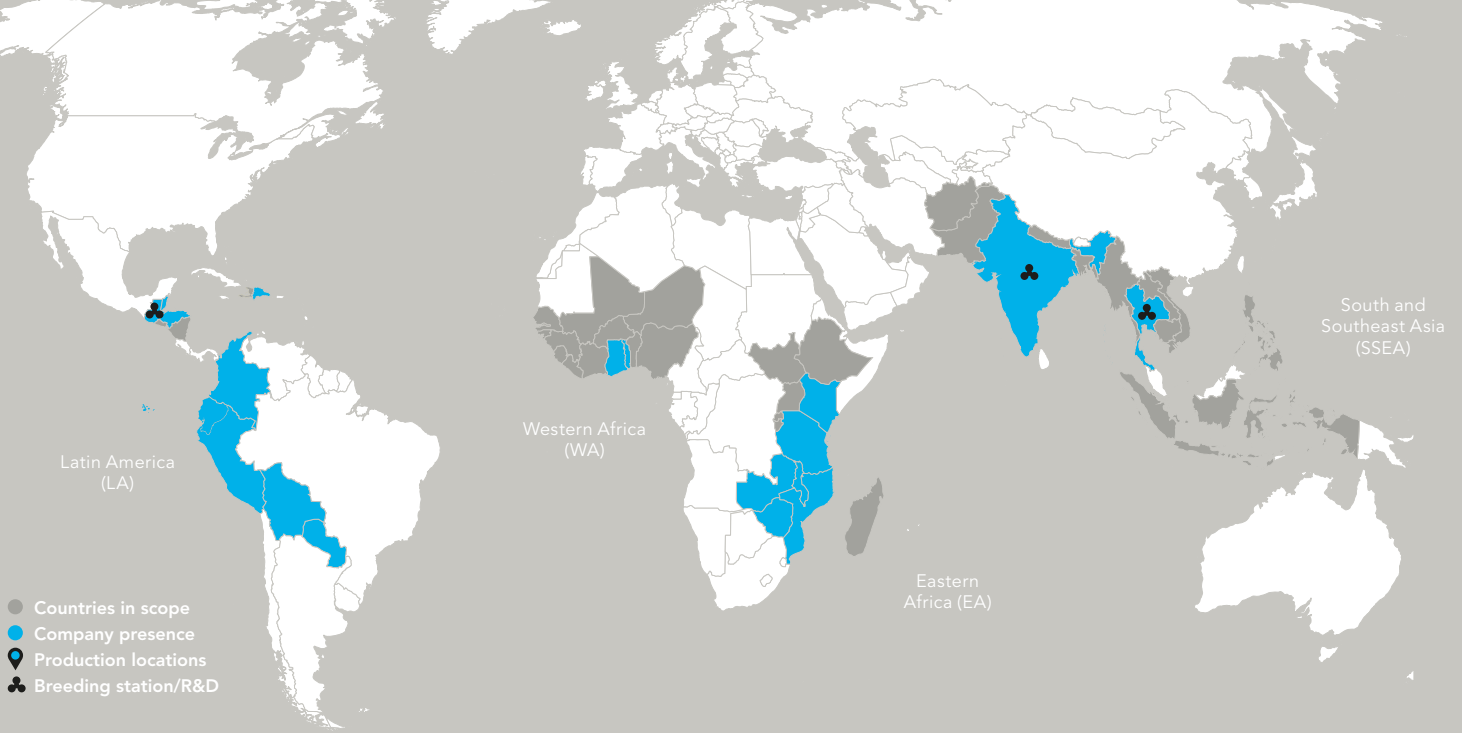 South and
Southeast Asia
(SSEA)
Western Africa
(WA)
Latin America
(LA)
Eastern
Africa (EA)
Countries in scope
Company presence
Production locations
Breeding station/R&D